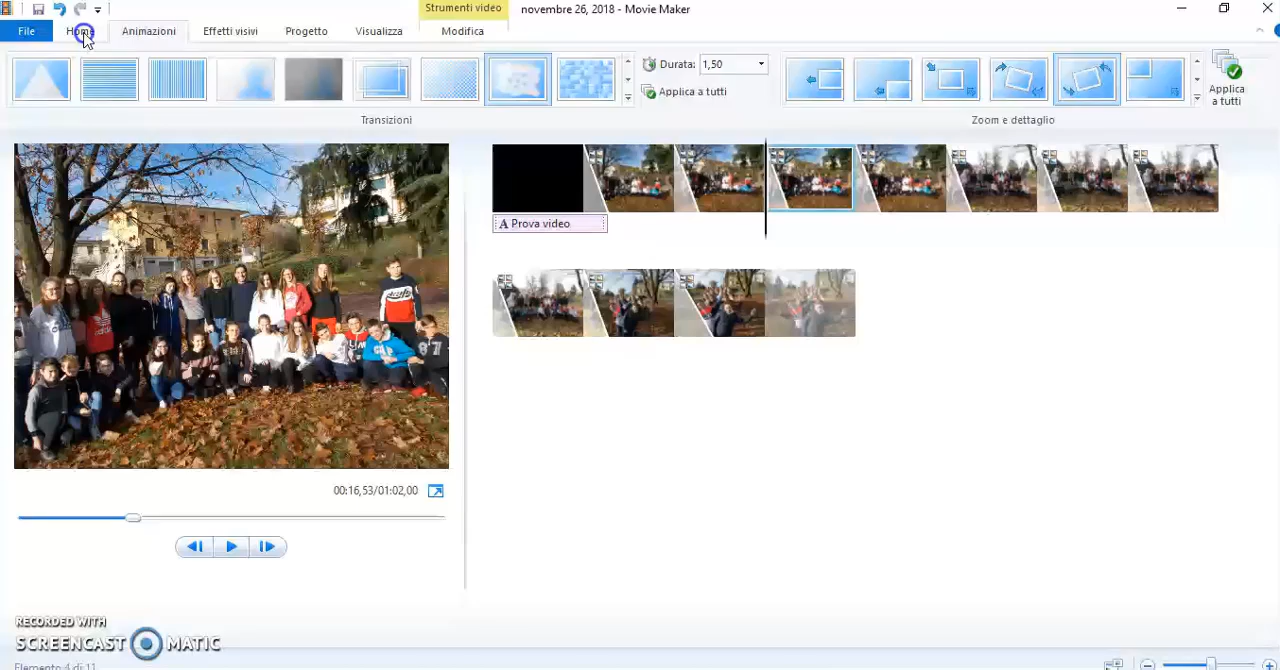 Strumenti video
novembre 26, 2018 - Movie Maker
File
Home
Animazioni
Effetti visivi
Progetto
Visualizza
Modifica
Durata: 1,50
Applica a tutti
Applica
a tutti
Transizioni
Zoom e dettaglio
A Prova video
87
00:16,53/01:02,00
RECORDED WITH
SCREENCAST MATIC
Elemento 4 di 11